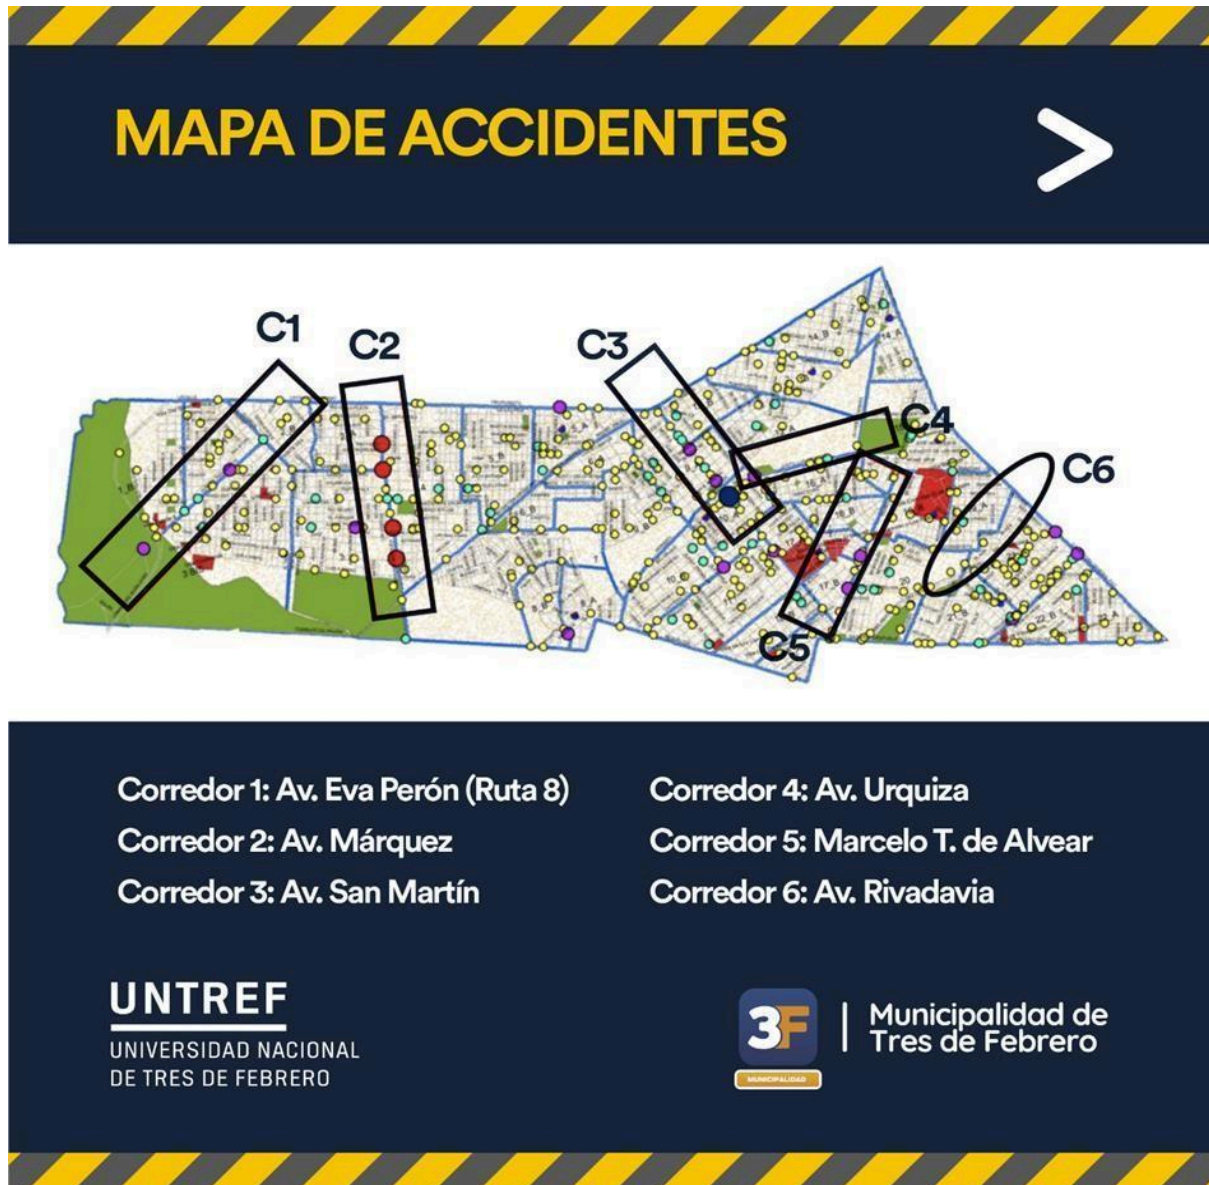 MAPA DE ACCIDENTES
C1
C2
C3
C4
C5
C6
Corredor 1: Av. Eva Perón (Ruta 8)
Corredor 2: Av. Márquez
Corredor 3: Av. San Martín
Corredor 4: Av. Urquiza
Corredor 5: Marcelo T. de Alvear
Corredor 6: Av. Rivadavia
UNTREF
UNIVERSIDAD NACIONAL
DE TRES DE FEBRERO
3F
MUNICIPALIDAD
Municipalidad de
Tres de Febrero